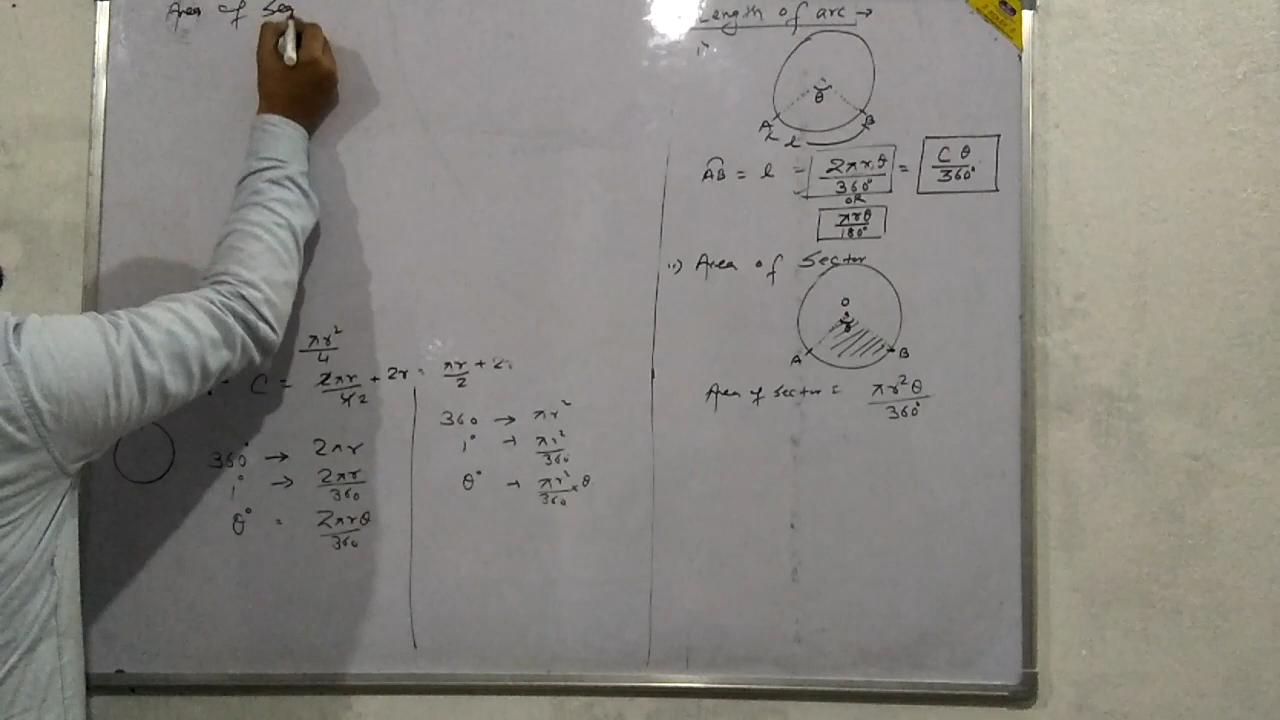 Area of Seg
πr²/4
C = 2πr/42 + 2r = πr/2 + 2
360° → 2πr
1° → 2πr/360
θ° = 2πrθ/360
360 → πr²
1° → πr²/360
θ° → πr²/360 × θ
Length of arc →
i)
θ
A B
l
AB = l = 2πrθ/360° = Cθ/360°
OR
πrθ/180°
ii) Area of Sector
O
θ
A B
Area of sector = πr²θ/360°